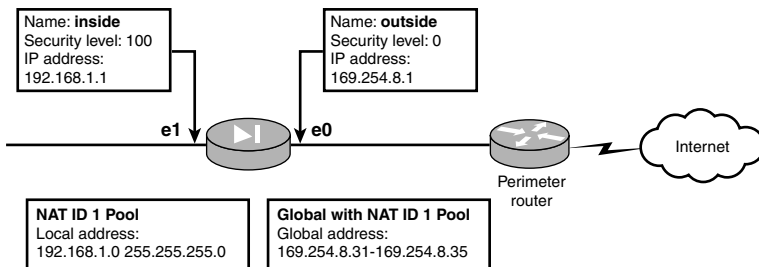 Name: inside
Security level: 100
IP address:
192.168.1.1
Name: outside
Security level: 0
IP address:
169.254.8.1
e1
e0
Internet
Perimeter
router
NAT ID 1 Pool
Local address:
192.168.1.0 255.255.255.0
Global with NAT ID 1 Pool
Global address:
169.254.8.31-169.254.8.35